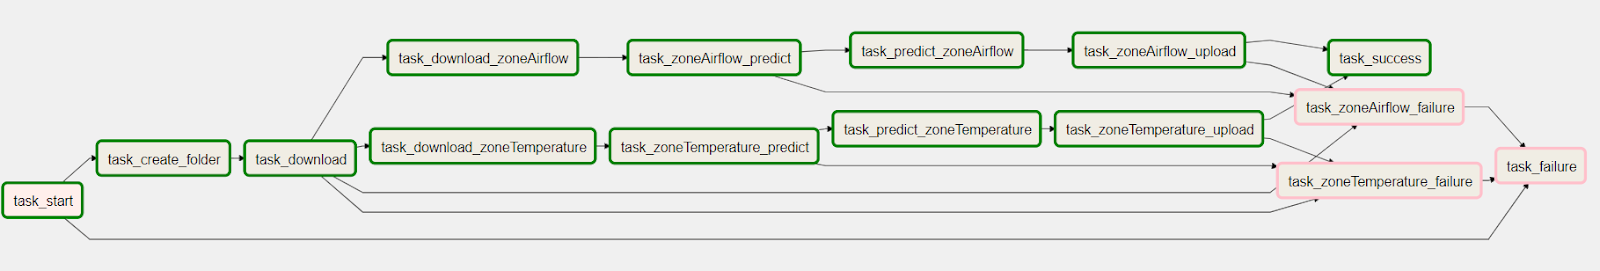 task_start
task_create_folder
task_download
task_download_zoneAirflow
task_zoneAirflow_predict
task_predict_zoneAirflow
task_zoneAirflow_upload
task_success
task_zoneAirflow_failure
task_download_zoneTemperature
task_zoneTemperature_predict
task_predict_zoneTemperature
task_zoneTemperature_upload
task_zoneTemperature_failure
task_failure